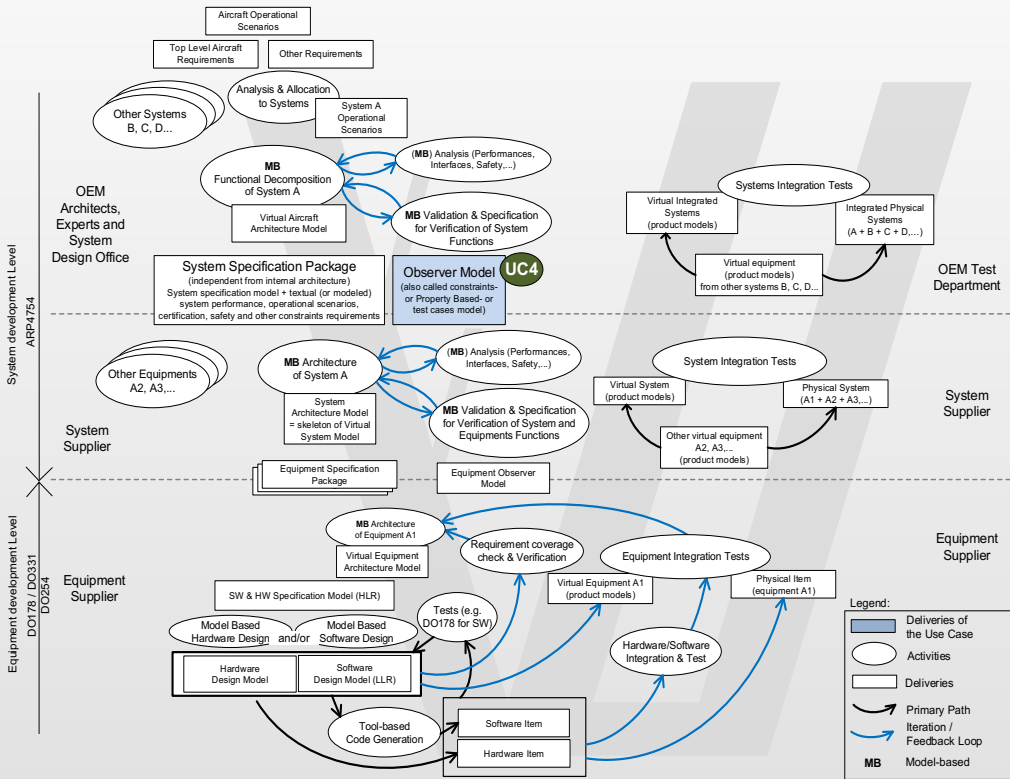 Aircraft Operational
Scenarios
Top Level Aircraft
Requirements
Other Requirements
Analysis & Allocation
to Systems
Other Systems
B, C, D...
System A
Operational
Scenarios
MB
Functional Decomposition
of System A
(MB) Analysis (Performances,
Interfaces, Safety,...)
Virtual Aircraft
Architecture Model
MB Validation & Specification
for Verification of System
Functions
OEM
Architects,
Experts and
System
Design Office
System Specification Package
(independent from internal architecture)
System specification model + textual (or modeled)
system performance, operational scenarios,
certification, safety and other constraints requirements
Observer Model
(also called constraints-
or Property Based- or
test cases model)
UC4
Systems Integration Tests
Virtual Integrated
Systems
(product models)
Integrated Physical
Systems
(A + B + C + D,...)
Virtual equipment
(product models)
from other systems B, C, D...
OEM Test
Department
System development Level
ARP4754
Other Equipments
A2, A3,...
MB Architecture
of System A
(MB) Analysis (Performances,
Interfaces, Safety,...)
System
Architecture Model
= skeleton of Virtual
System Model
MB Validation & Specification
for Verification of System and
Equipments Functions
System
Supplier
System Integration Tests
Virtual System
(product models)
Physical System
(A1 + A2 + A3,...)
Other virtual equipment
A2, A3,...
(product models)
System
Supplier
Equipment Specification
Package
Equipment Observer
Model
Equipment development Level
DO178 / DO331
DO254
Equipment
Supplier
MB Architecture
of Equipment A1
Virtual Equipment
Architecture Model
Requirement coverage
check & Verification
Equipment Integration Tests
Virtual Equipment A1
(product models)
Physical Item
(equipment A1)
Equipment
Supplier
SW & HW Specification Model (HLR)
Model Based
Hardware Design
and/or
Model Based
Software Design
Tests (e.g.
DO178 for SW)
Hardware
Design Model
Software
Design Model (LLR)
Hardware/Software
Integration & Test
Tool-based
Code Generation
Software Item
Hardware Item
Legend:
Deliveries of
the Use Case
Activities
Deliveries
Primary Path
Iteration /
Feedback Loop
MB
Model-based